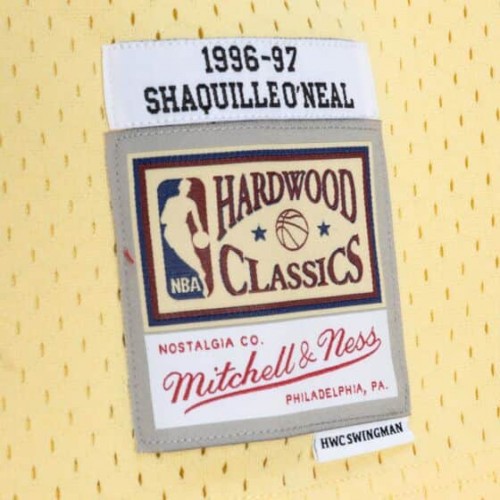 1996-97
SHAQUILLE O'NEAL
HARDWOOD
CLASSICS
NBA
NOSTALGIA CO.
Mitchell & Ness
PHILADELPHIA, PA.
HWC SWINGMAN